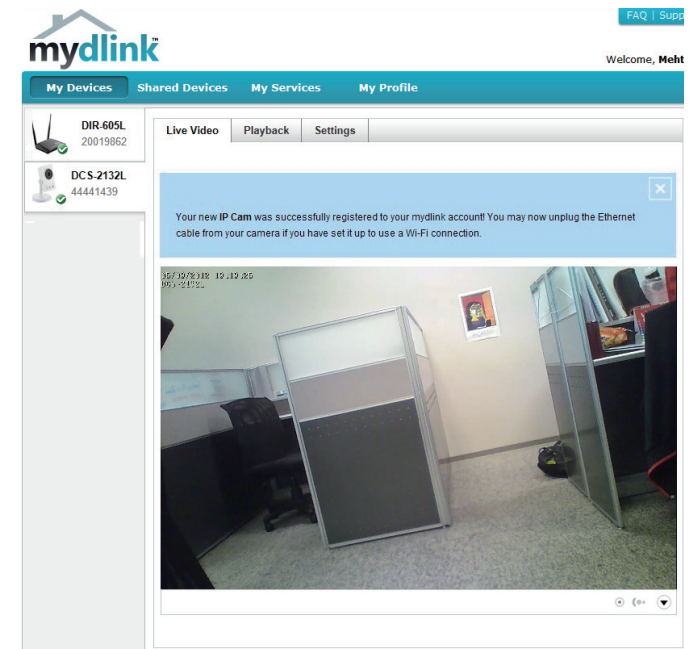 FAQ | Supp
mydlink™
Welcome, Meht
My Devices Shared Devices My Services My Profile
DIR-605L
20019862
DCS-2132L
44441439
Live Video Playback Settings
Your new IP Cam was successfully registered to your mydlink account! You may now unplug the Ethernet
cable from your camera if you have set it up to use a Wi-Fi connection.